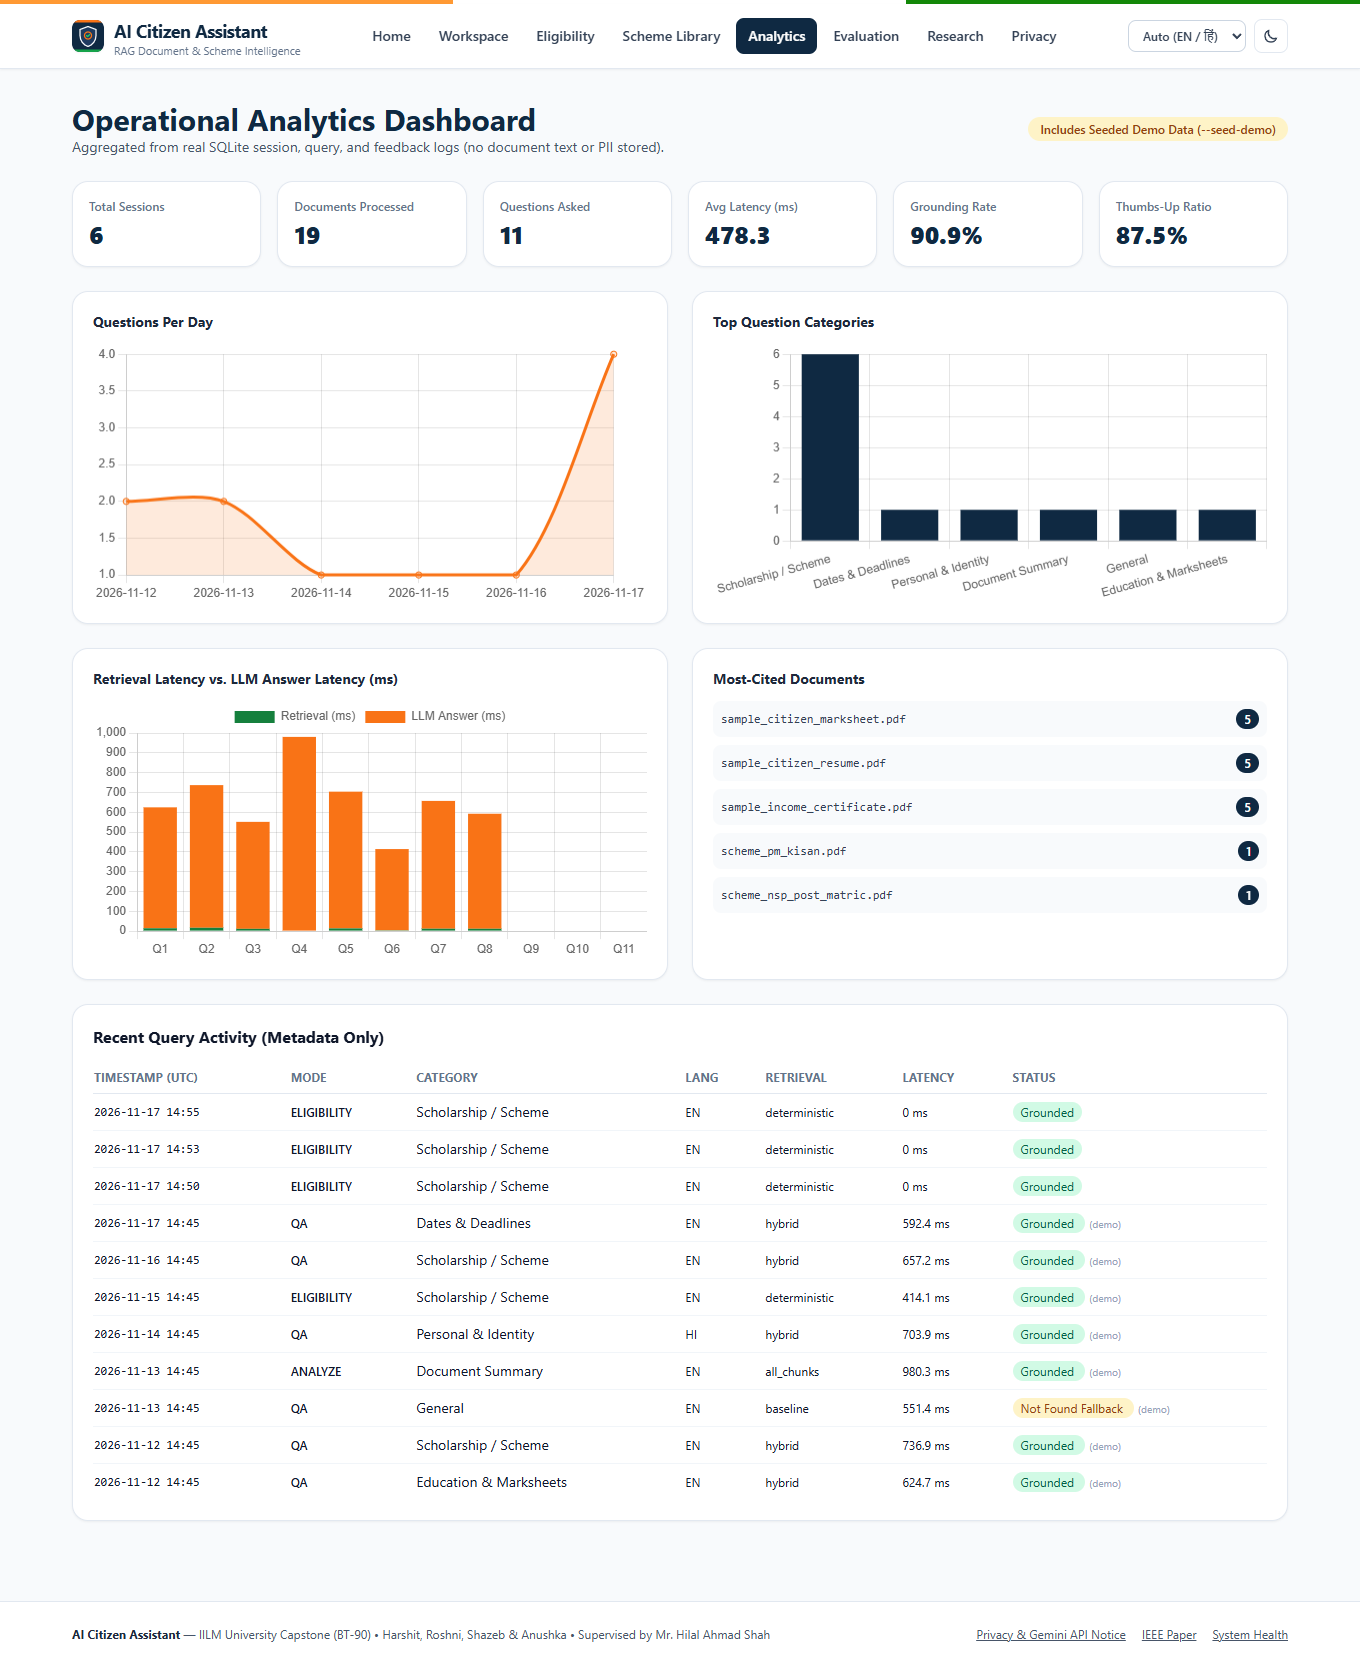 AI Citizen Assistant
RAG Document & Scheme Intelligence
Home Workspace Eligibility Scheme Library Analytics Evaluation Research Privacy
Auto (EN / हिं)
Operational Analytics Dashboard
Aggregated from real SQLite session, query, and feedback logs (no document text or PII stored).
Includes Seeded Demo Data (--seed-demo)
Total Sessions
6
Documents Processed
19
Questions Asked
11
Avg Latency (ms)
478.3
Grounding Rate
90.9%
Thumbs-Up Ratio
87.5%
Questions Per Day
4.0
3.5
3.0
2.5
2.0
1.5
1.0
2026-11-12 2026-11-13 2026-11-14 2026-11-15 2026-11-16 2026-11-17
Top Question Categories
6
5
4
3
2
1
0
Scholarship / Scheme
Dates & Deadlines
Personal & Identity
Document Summary
General
Education & Marksheets
Retrieval Latency vs. LLM Answer Latency (ms)
Retrieval (ms) LLM Answer (ms)
1,000
900
800
700
600
500
400
300
200
100
0
Q1 Q2 Q3 Q4 Q5 Q6 Q7 Q8 Q9 Q10 Q11
Most-Cited Documents
sample_citizen_marksheet.pdf 5
sample_citizen_resume.pdf 5
sample_income_certificate.pdf 5
scheme_pm_kisan.pdf 1
scheme_nsp_post_matric.pdf 1
Recent Query Activity (Metadata Only)
TIMESTAMP (UTC) MODE CATEGORY LANG RETRIEVAL LATENCY STATUS
2026-11-17 14:55 ELIGIBILITY Scholarship / Scheme EN deterministic 0 ms Grounded
2026-11-17 14:53 ELIGIBILITY Scholarship / Scheme EN deterministic 0 ms Grounded
2026-11-17 14:50 ELIGIBILITY Scholarship / Scheme EN deterministic 0 ms Grounded
2026-11-17 14:45 QA Dates & Deadlines EN hybrid 592.4 ms Grounded (demo)
2026-11-16 14:45 QA Scholarship / Scheme EN hybrid 657.2 ms Grounded (demo)
2026-11-15 14:45 ELIGIBILITY Scholarship / Scheme EN deterministic 414.1 ms Grounded (demo)
2026-11-14 14:45 QA Personal & Identity HI hybrid 703.9 ms Grounded (demo)
2026-11-13 14:45 ANALYZE Document Summary EN all_chunks 980.3 ms Grounded (demo)
2026-11-13 14:45 QA General EN baseline 551.4 ms Not Found Fallback (demo)
2026-11-12 14:45 QA Scholarship / Scheme EN hybrid 736.9 ms Grounded (demo)
2026-11-12 14:45 QA Education & Marksheets EN hybrid 624.7 ms Grounded (demo)
AI Citizen Assistant — IILM University Capstone (BT-90) • Harshit, Roshni, Shazeb & Anushka • Supervised by Mr. Hilal Ahmad Shah
Privacy & Gemini API Notice IEEE Paper System Health